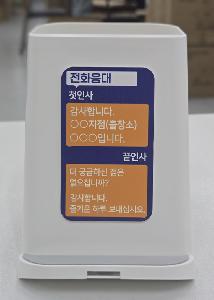 전화응대
첫인사
감사합니다.
○○지점(출장소)
○○○입니다.
끝인사
더 궁금하신 점은
없으십니까?
감사합니다.
즐거운 하루 보내십시오.